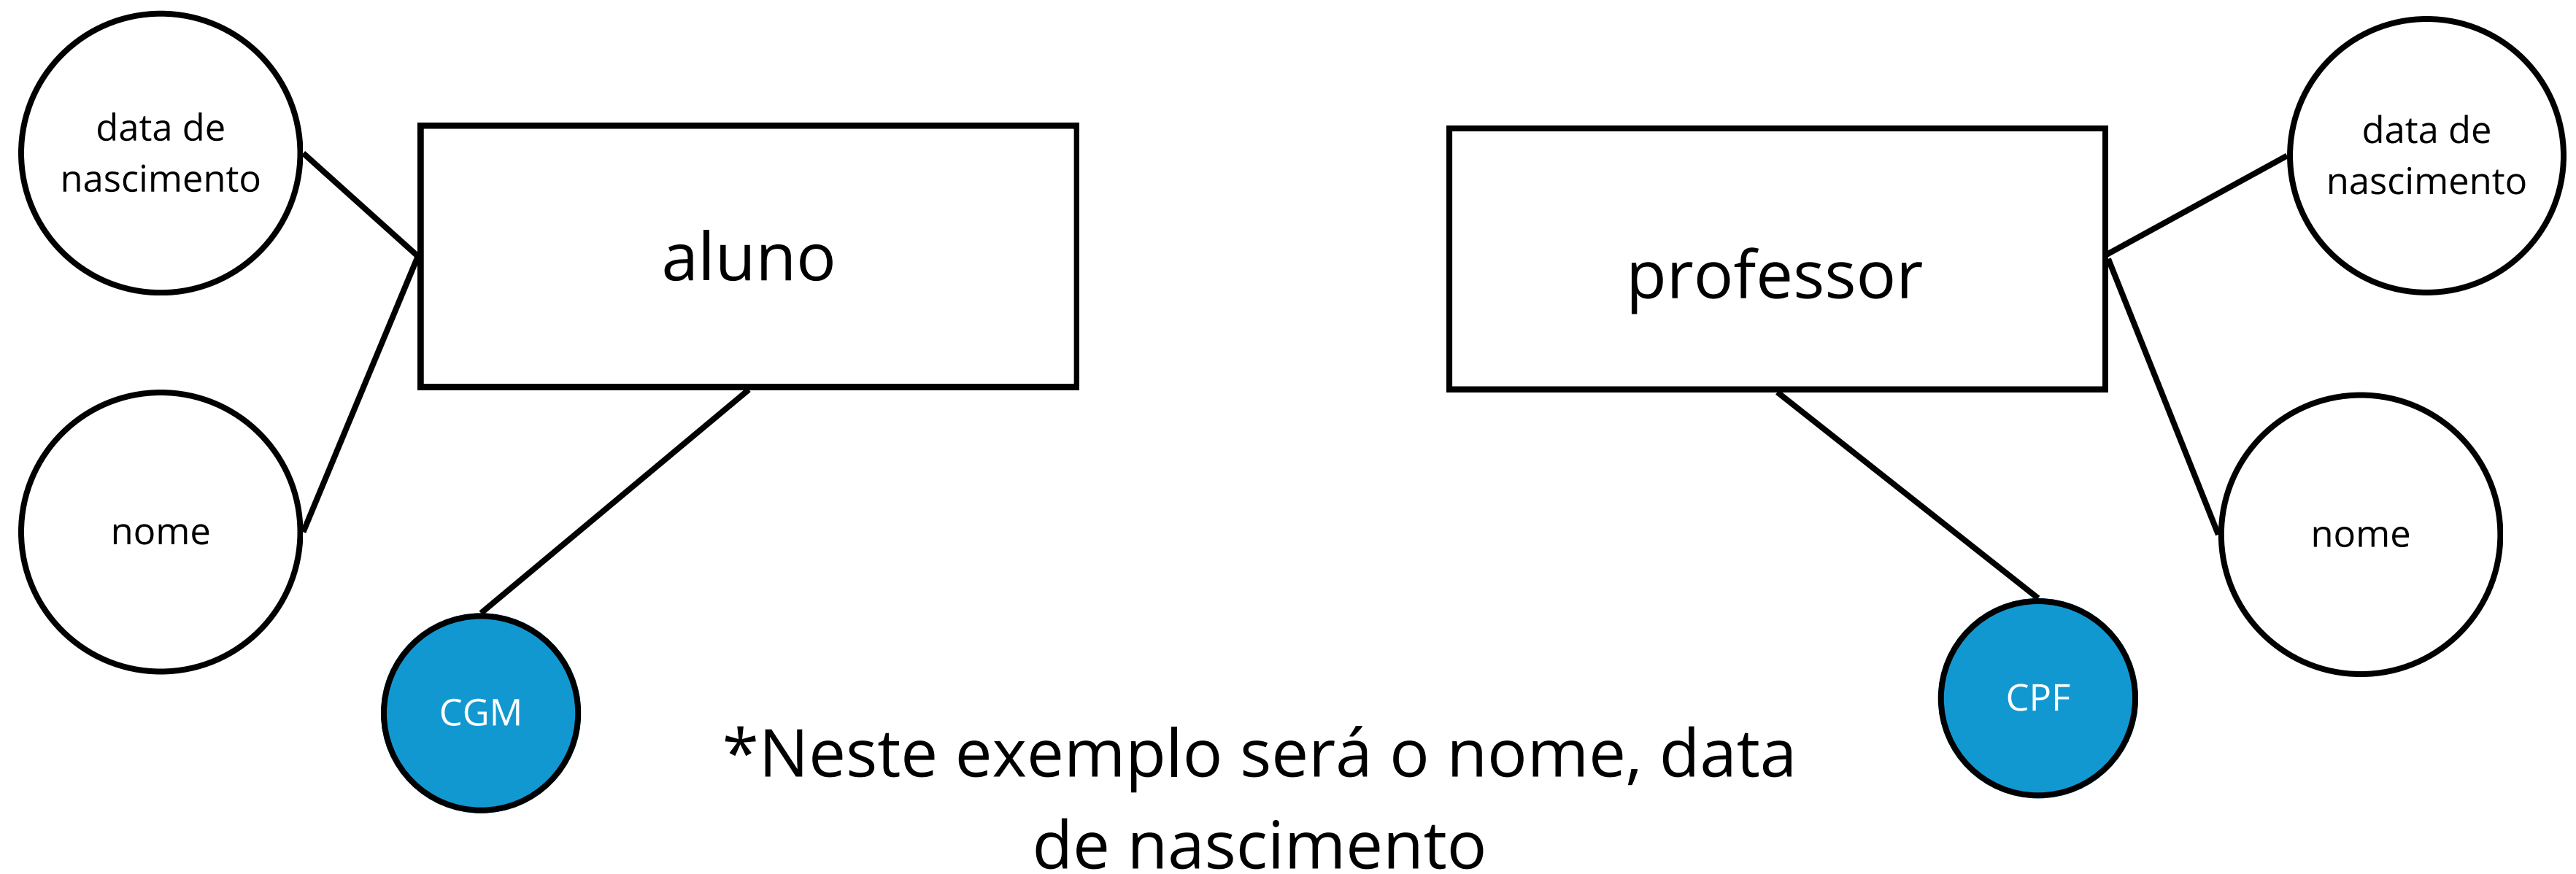 data de
nascimento
aluno
nome
CGM
professor
data de
nascimento
nome
CPF
*Neste exemplo será o nome, data
de nascimento